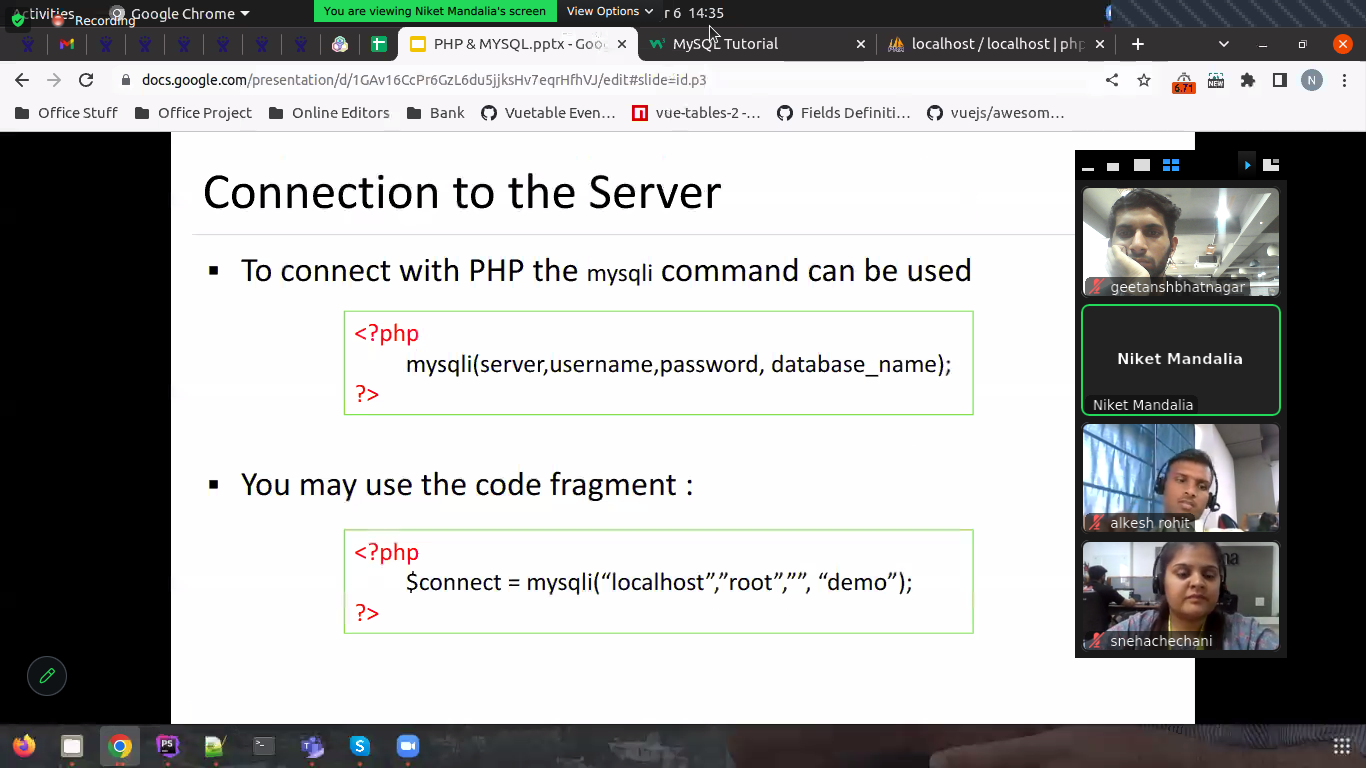 Activities
Recording
Google Chrome
You are viewing Niket Mandalia's screen
View Options
r 6 14:35
PHP & MYSQL.pptx - Goog
MySQL Tutorial
localhost / localhost | php
docs.google.com/presentation/d/1GAv16CcPr6GzL6du5jjksHv7eqrHfhVJ/edit#slide=id.p3
6.71
NEW
N
Office Stuff
Office Project
Online Editors
Bank
Vuetable Even…
vue-tables-2 -…
Fields Definiti…
vuejs/awesom…
Connection to the Server
▪ To connect with PHP the mysqli command can be used
<?php
mysqli(server,username,password, database_name);
?>
▪ You may use the code fragment :
<?php
$connect = mysqli(“localhost”,”root”,””, “demo”);
?>
geetanshbhatnagar
Niket Mandalia
Niket Mandalia
alkesh rohit
snehachechani